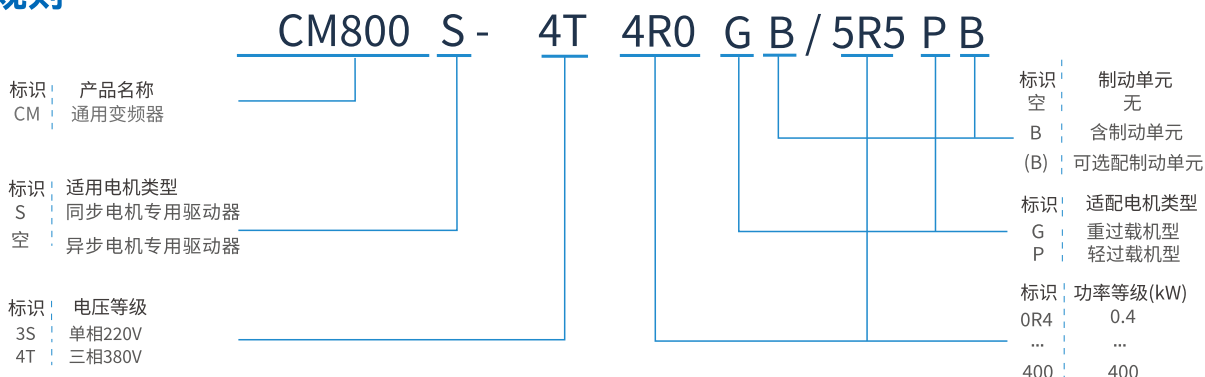 规则
CM800 S- 4T 4R0 G B / 5R5 P B
标识 产品名称
CM 通用变频器
标识 适用电机类型
S 同步电机专用驱动器
空 异步电机专用驱动器
标识 电压等级
3S 单相220V
4T 三相380V
标识 制动单元
空 无
B 含制动单元
(B) 可选配制动单元
标识 适配电机类型
G 重过载机型
P 轻过载机型
标识 功率等级(kW)
0R4 0.4
... ...
400 400